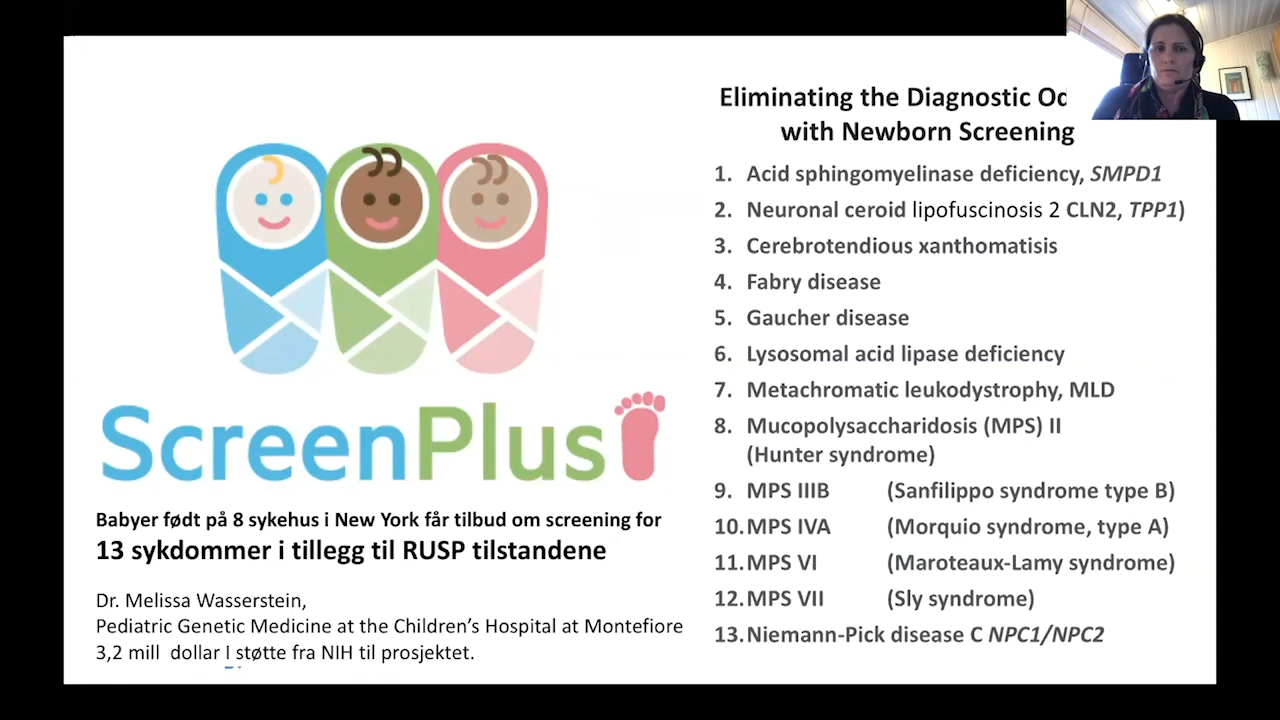 ScreenPlus
Babyer født på 8 sykehus i New York får tilbud om screening for
13 sykdommer i tillegg til RUSP tilstandene
Dr. Melissa Wasserstein,
Pediatric Genetic Medicine at the Children's Hospital at Montefiore
3,2 mill dollar I støtte fra NIH til prosjektet.
Eliminating the Diagnostic
with Newborn Screening
1. Acid sphingomyelinase deficiency, SMPD1
2. Neuronal ceroid lipofuscinosis 2 CLN2, TPP1)
3. Cerebrotendious xanthomatisis
4. Fabry disease
5. Gaucher disease
6. Lysosomal acid lipase deficiency
7. Metachromatic leukodystrophy, MLD
8. Mucopolysaccharidosis (MPS) II
(Hunter syndrome)
9. MPS IIIB (Sanfilippo syndrome type B)
10. MPS IVA (Morquio syndrome, type A)
11. MPS VI (Maroteaux-Lamy syndrome)
12. MPS VII (Sly syndrome)
13. Niemann-Pick disease C NPC1/NPC2